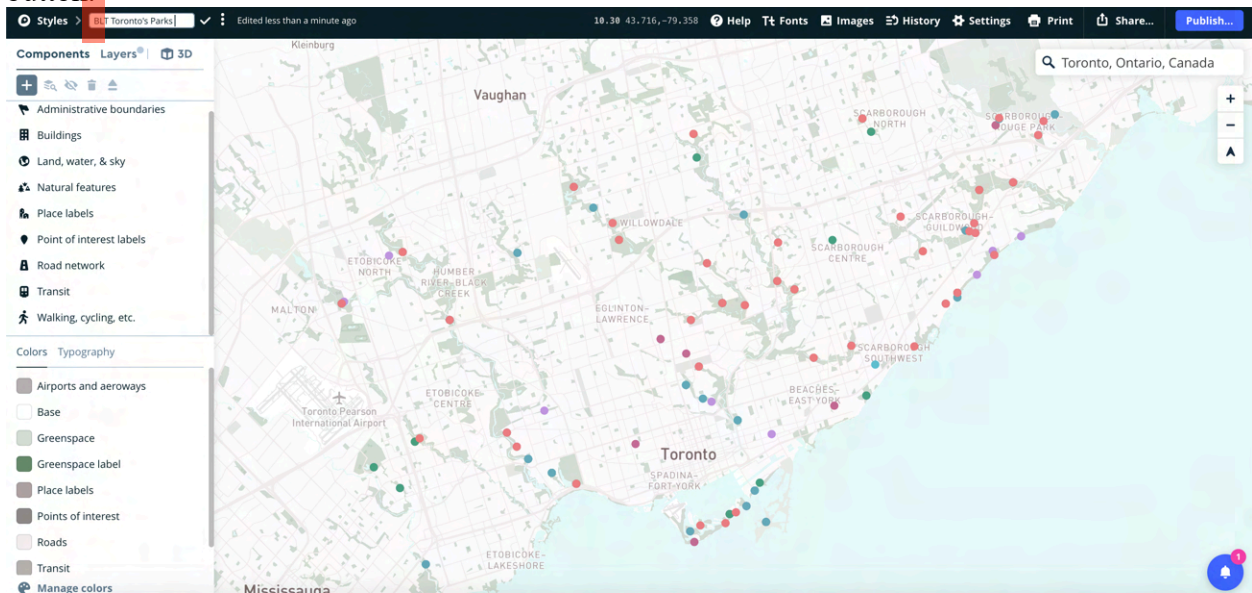 Styles > BLT Toronto's Parks Edited less than a minute ago 10.30 43.716,-79.358 Help Fonts Images History Settings Print Share... Publish...
Components Layers 3D
Administrative boundaries
Buildings
Land, water, & sky
Natural features
Place labels
Point of interest labels
Road network
Transit
Walking, cycling, etc.
Colors Typography
Airports and aeroways
Base
Greenspace
Greenspace label
Place labels
Points of interest
Roads
Transit
Manage colors
Toronto, Ontario, Canada
Kleinburg
Vaughan
SCARBOROUGH
NORTH
WILLOWDALE
SCARBOROUGH-
SCARBOROUGH
CENTRE
ETOBICOKE
NORTH
HUMBER
RIVER-BLACK
CREEK
MALTON
EGLINTON-
LAWRENCE
SCARBOROUGH
SOUTHWEST
BEACHES-
EAST YORK
ETOBICOKE
CENTRE
Toronto Pearson
International Airport
Toronto
SPADINA-
FORT YORK
ETOBICOKE-
LAKESHORE
Mississauga
1